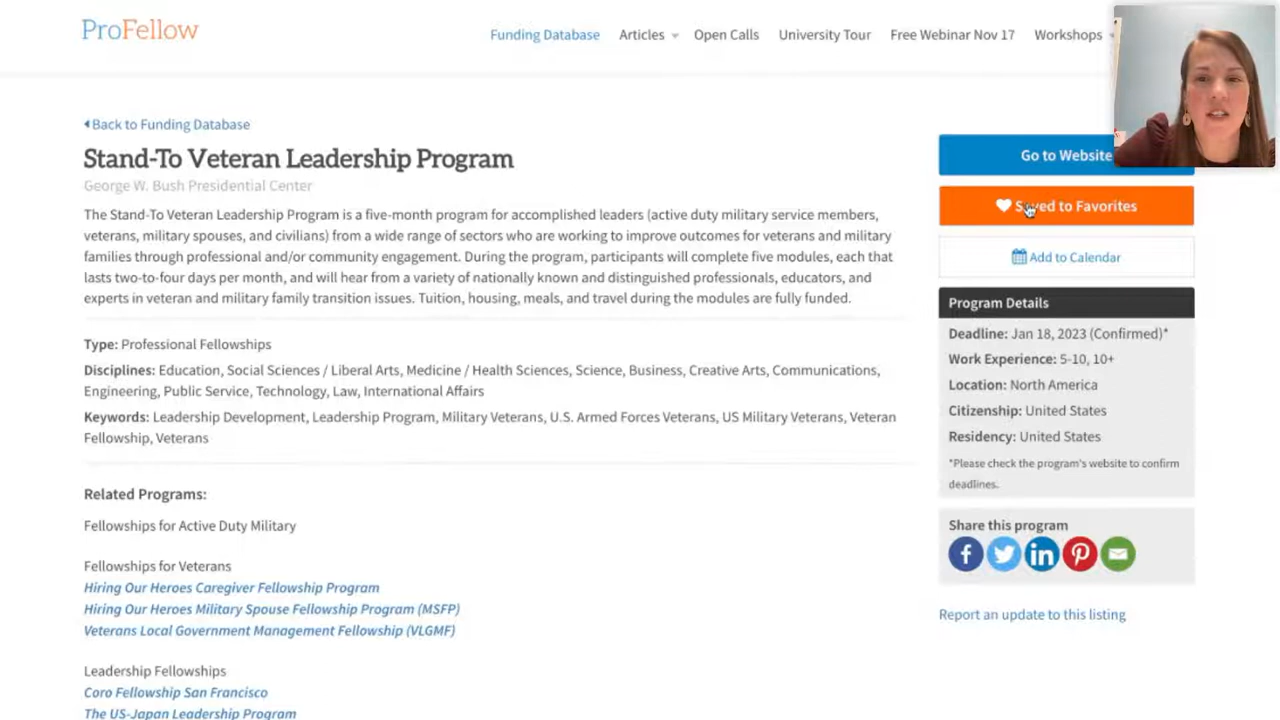 ProFellow
Funding Database Articles Open Calls University Tour Free Webinar Nov 17 Workshops
Back to Funding Database
Stand-To Veteran Leadership Program
George W. Bush Presidential Center
The Stand-To Veteran Leadership Program is a five-month program for accomplished leaders (active duty military service members,
veterans, military spouses, and civilians) from a wide range of sectors who are working to improve outcomes for veterans and military
families through professional and/or community engagement. During the program, participants will complete five modules, each that
lasts two-to-four days per month, and will hear from a variety of nationally known and distinguished professionals, educators, and
experts in veteran and military family transition issues. Tuition, housing, meals, and travel during the modules are fully funded.
Type: Professional Fellowships
Disciplines: Education, Social Sciences / Liberal Arts, Medicine / Health Sciences, Science, Business, Creative Arts, Communications,
Engineering, Public Service, Technology, Law, International Affairs
Keywords: Leadership Development, Leadership Program, Military Veterans, U.S. Armed Forces Veterans, US Military Veterans, Veteran
Fellowship, Veterans
Related Programs:
Fellowships for Active Duty Military
Fellowships for Veterans
Hiring Our Heroes Caregiver Fellowship Program
Hiring Our Heroes Military Spouse Fellowship Program (MSFP)
Veterans Local Government Management Fellowship (VLGMF)
Leadership Fellowships
Coro Fellowship San Francisco
The US-Japan Leadership Program
Go to Website
Saved to Favorites
Add to Calendar
Program Details
Deadline: Jan 18, 2023 (Confirmed)*
Work Experience: 5-10, 10+
Location: North America
Citizenship: United States
Residency: United States
*Please check the program's website to confirm
deadlines.
Share this program
Report an update to this listing